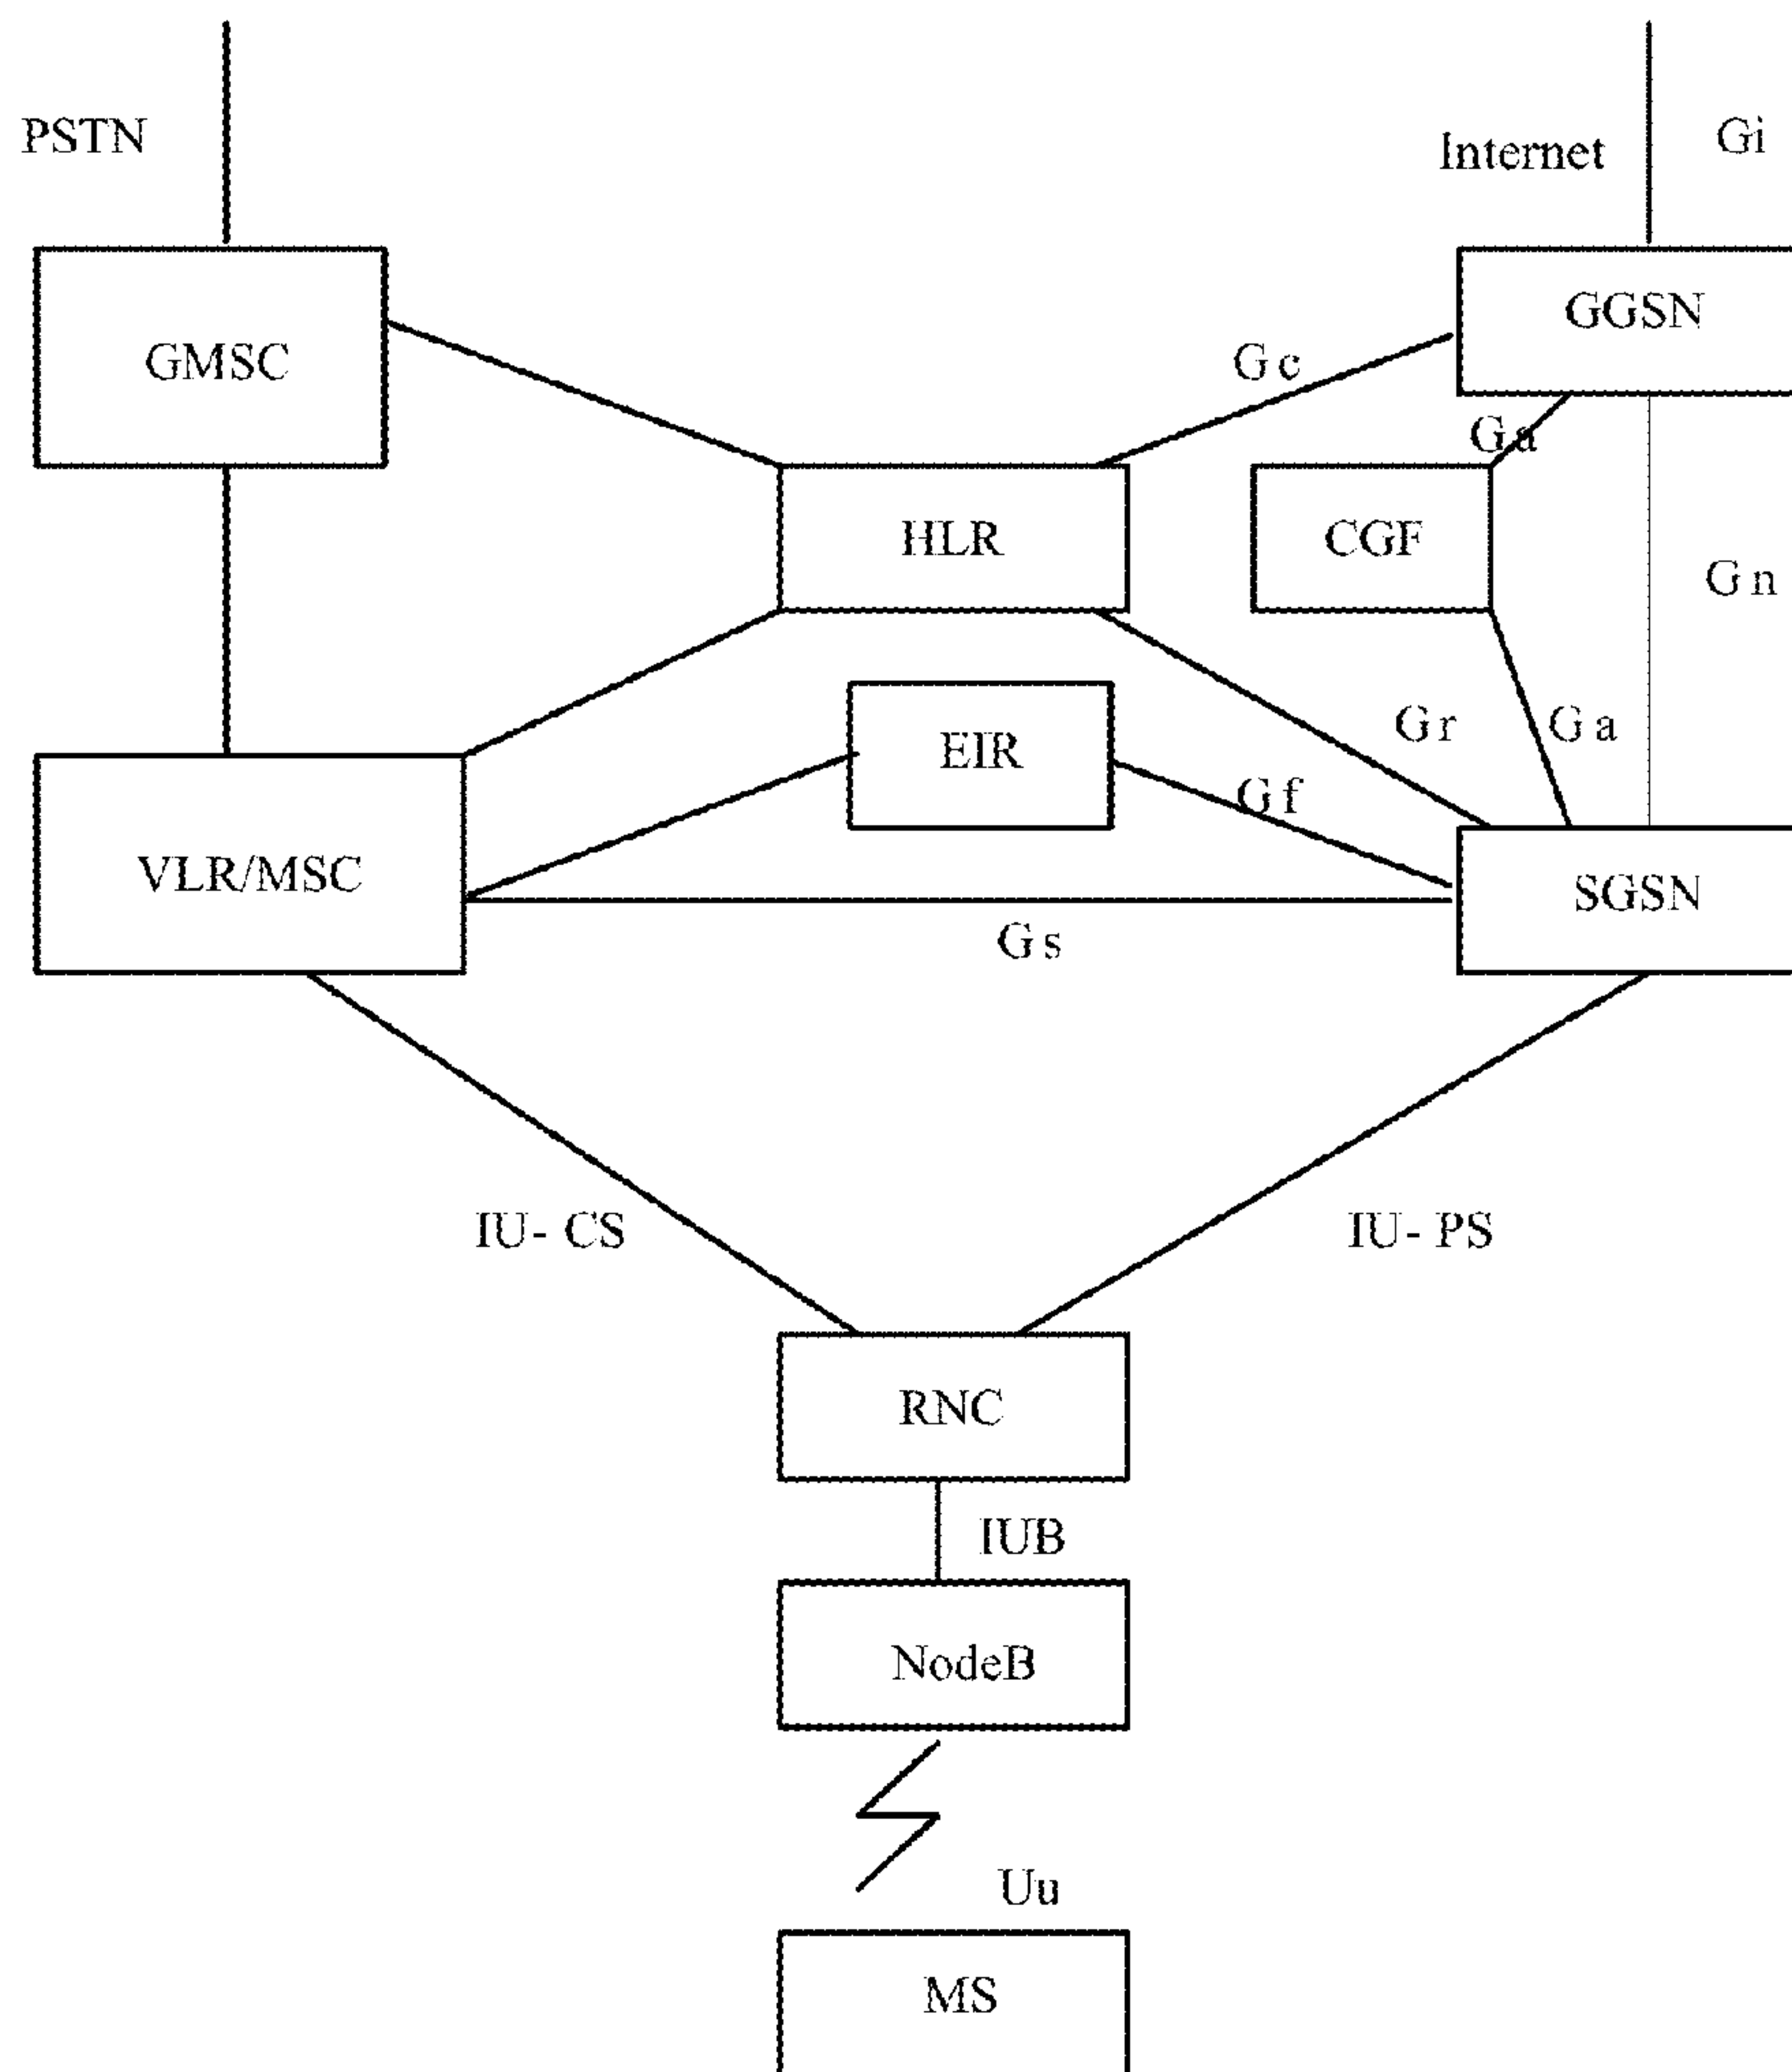 PSTN
Internet
Gi
GMSC
GGSN
Gc
Ga
HLR
CGF
Gn
EIR
Gr
Ga
Gf
VLR/MSC
SGSN
Gs
IU- CS
IU- PS
RNC
IUB
NodeB
Uu
MS